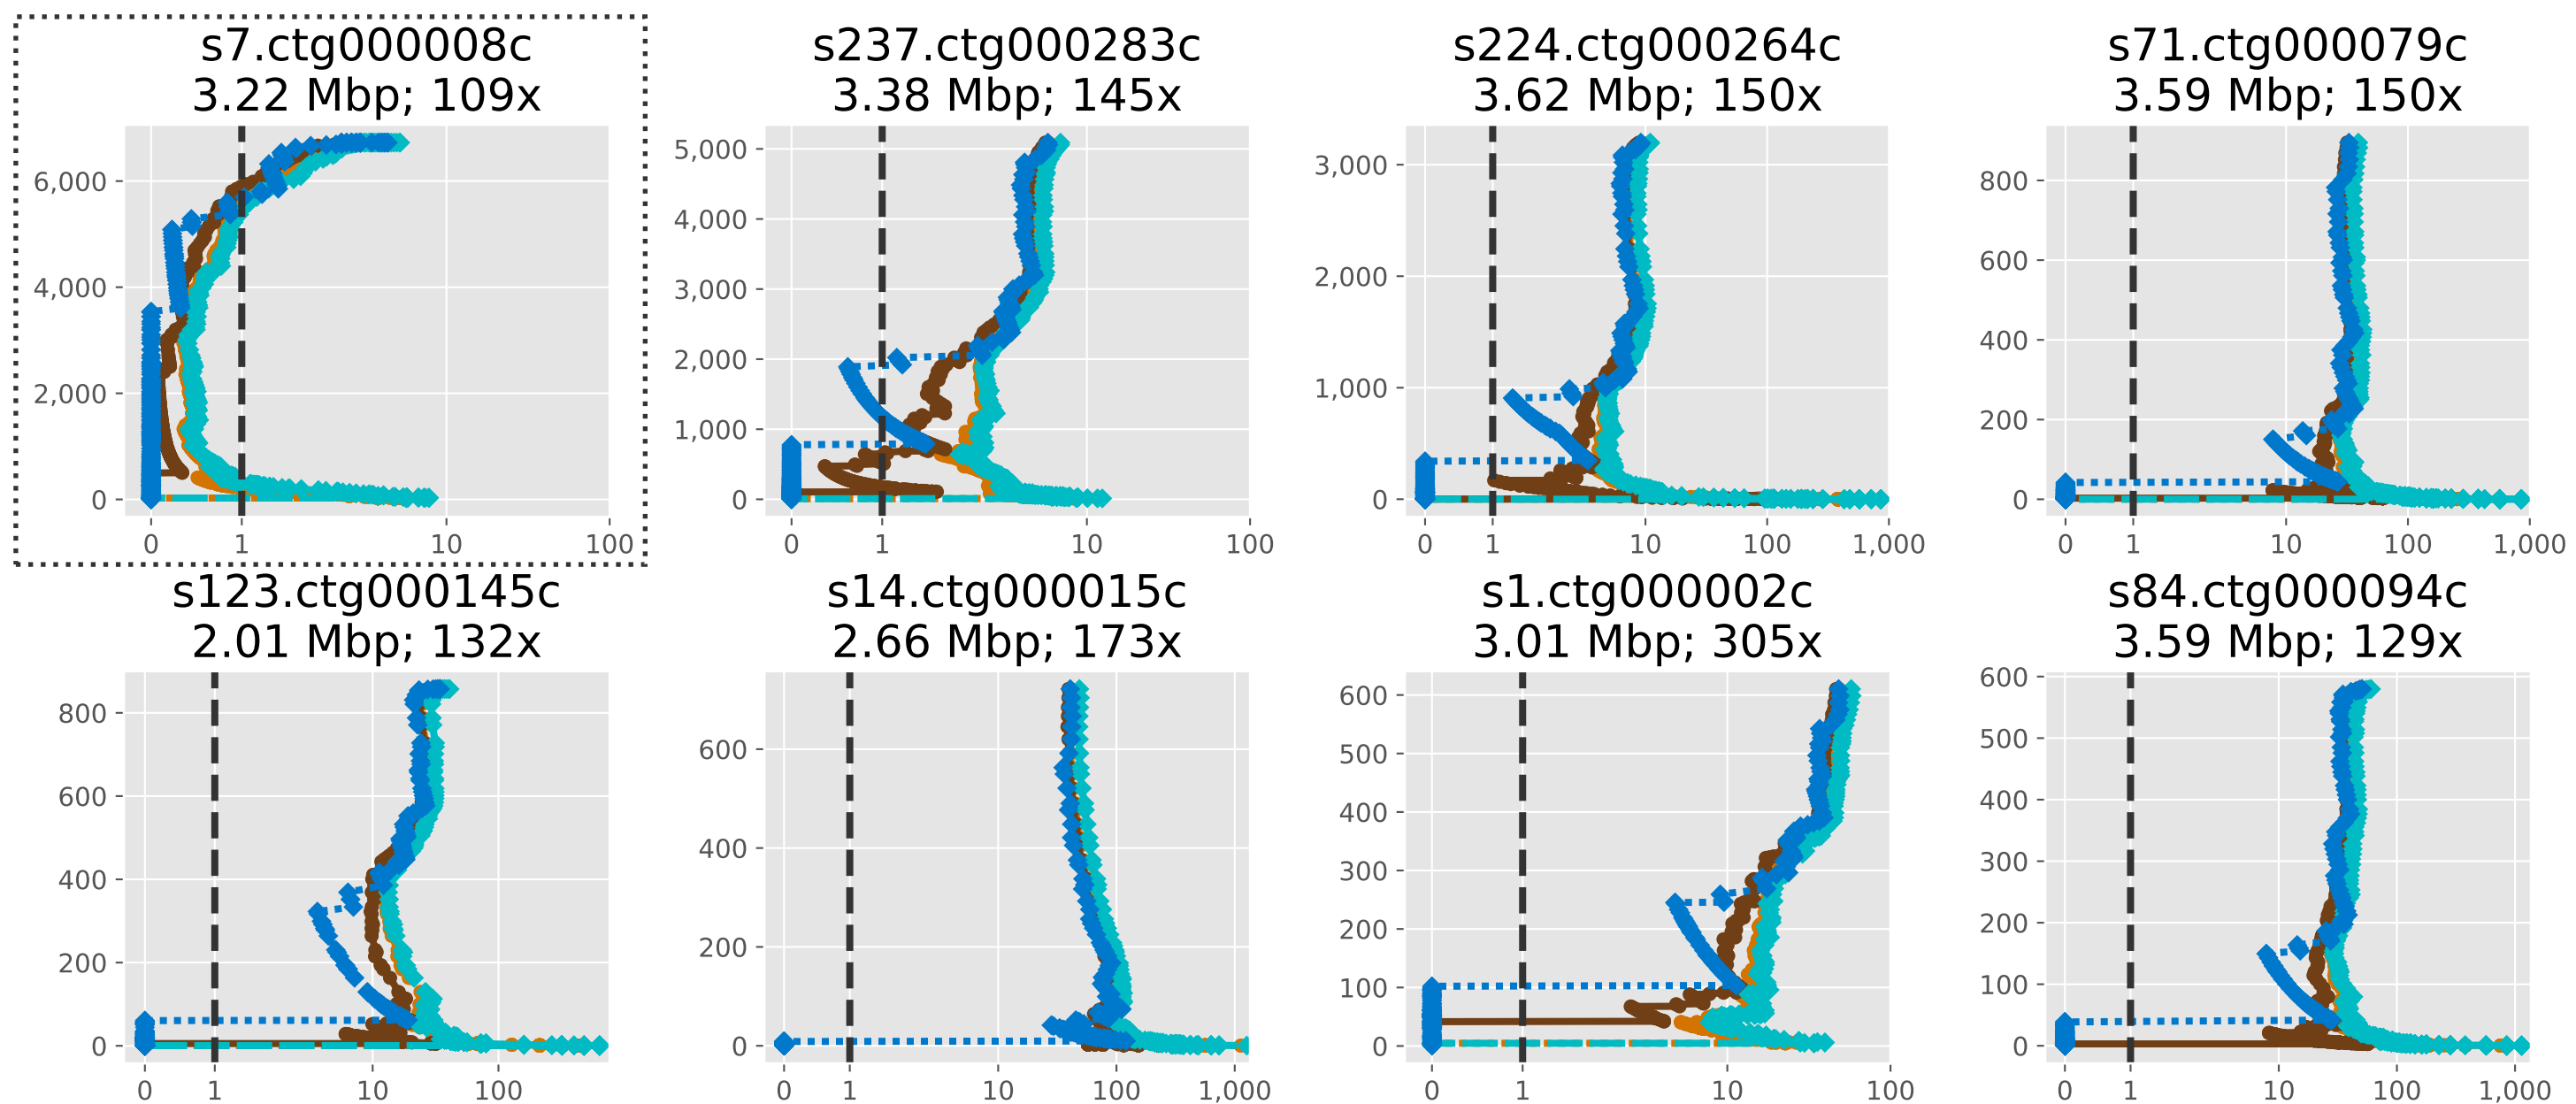 s7.ctg000008c
3.22 Mbp; 109x
6,000
4,000
2,000
0
0 1 10 100
s237.ctg000283c
3.38 Mbp; 145x
5,000
4,000
3,000
2,000
1,000
0
0 1 10 100
s224.ctg000264c
3.62 Mbp; 150x
3,000
2,000
1,000
0
0 1 10 100 1,000
s71.ctg000079c
3.59 Mbp; 150x
800
600
400
200
0
0 1 10 100 1,000
s123.ctg000145c
2.01 Mbp; 132x
800
600
400
200
0
0 1 10 100
s14.ctg000015c
2.66 Mbp; 173x
600
400
200
0
0 1 10 100 1,000
s1.ctg000002c
3.01 Mbp; 305x
600
500
400
300
200
100
0
0 1 10 100
s84.ctg000094c
3.59 Mbp; 129x
600
500
400
300
200
100
0
0 1 10 100 1,000